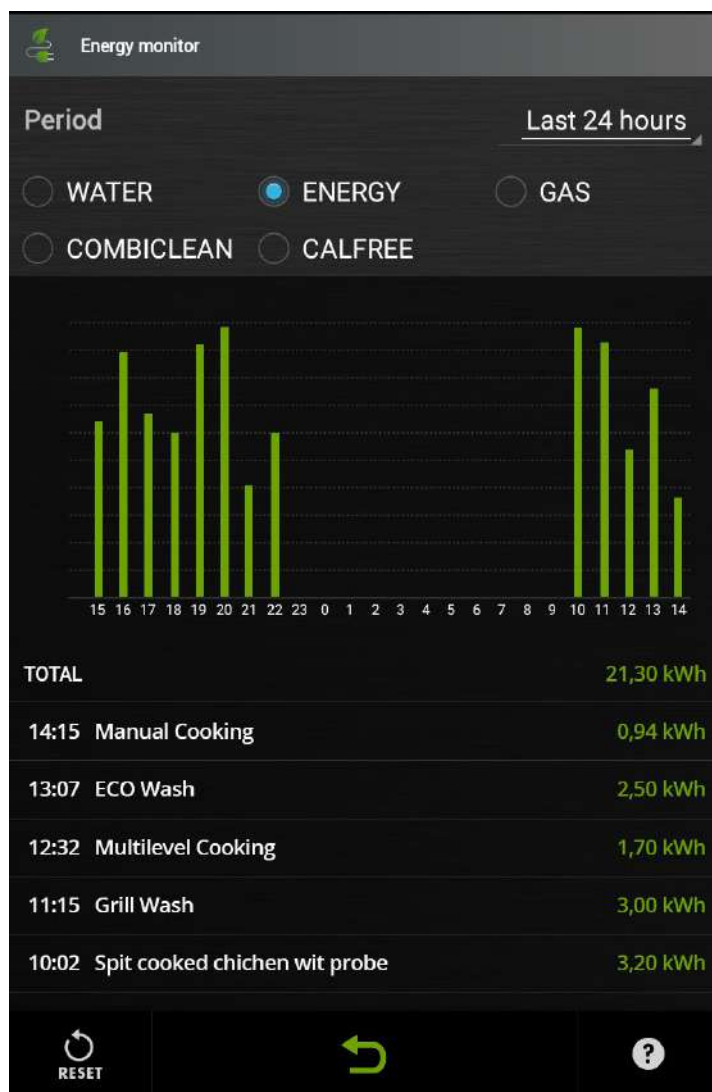 Energy monitor
Period Last 24 hours
WATER ENERGY GAS
COMBICLEAN CALFREE
15 16 17 18 19 20 21 22 23 0 1 2 3 4 5 6 7 8 9 10 11 12 13 14
TOTAL 21,30 kWh
14:15 Manual Cooking 0,94 kWh
13:07 ECO Wash 2,50 kWh
12:32 Multilevel Cooking 1,70 kWh
11:15 Grill Wash 3,00 kWh
10:02 Spit cooked chichen wit probe 3,20 kWh
RESET ?